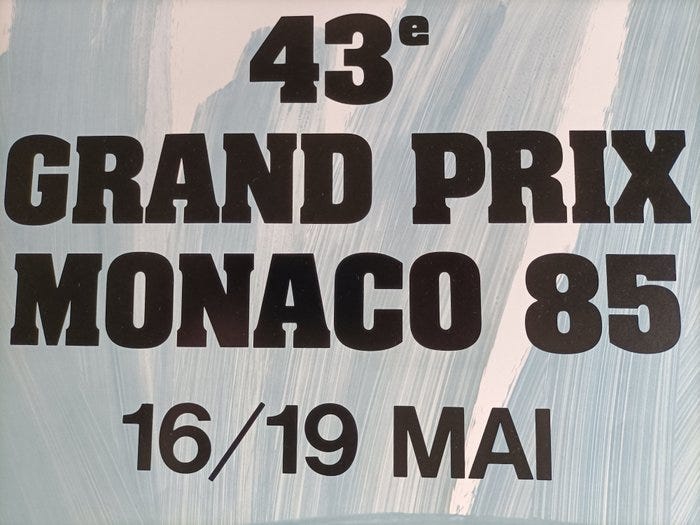 43e
GRAND PRIX
MONACO 85
16/19 MAI